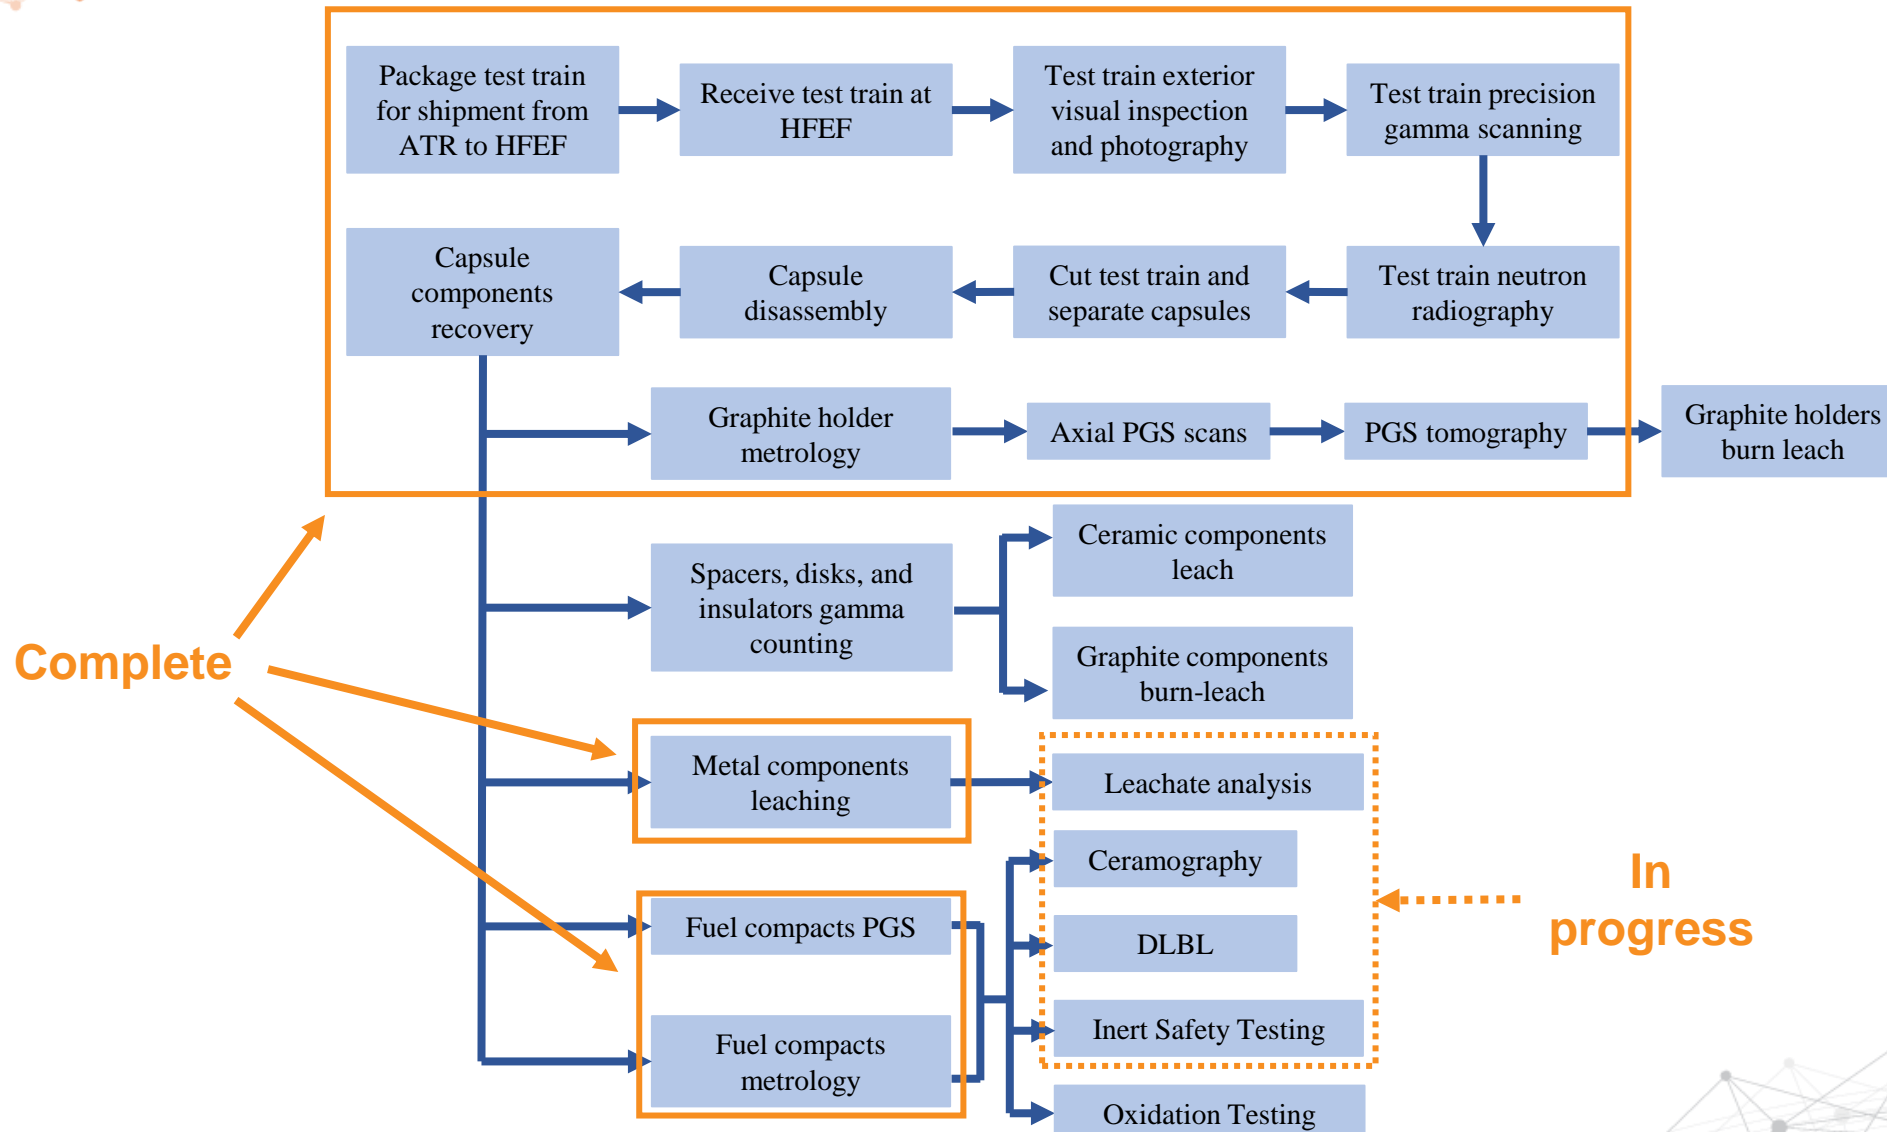 Package test train
for shipment from
ATR to HFEF
Receive test train at
HFEF
Test train exterior
visual inspection
and photography
Test train precision
gamma scanning
Capsule
components
recovery
Capsule
disassembly
Cut test train and
separate capsules
Test train neutron
radiography
Graphite holder
metrology
Axial PGS scans
PGS tomography
Graphite holders
burn leach
Spacers, disks, and
insulators gamma
counting
Ceramic components
leach
Graphite components
burn-leach
Complete
Metal components
leaching
Leachate analysis
Ceramography
In
progress
Fuel compacts PGS
DLBL
Inert Safety Testing
Fuel compacts
metrology
Oxidation Testing